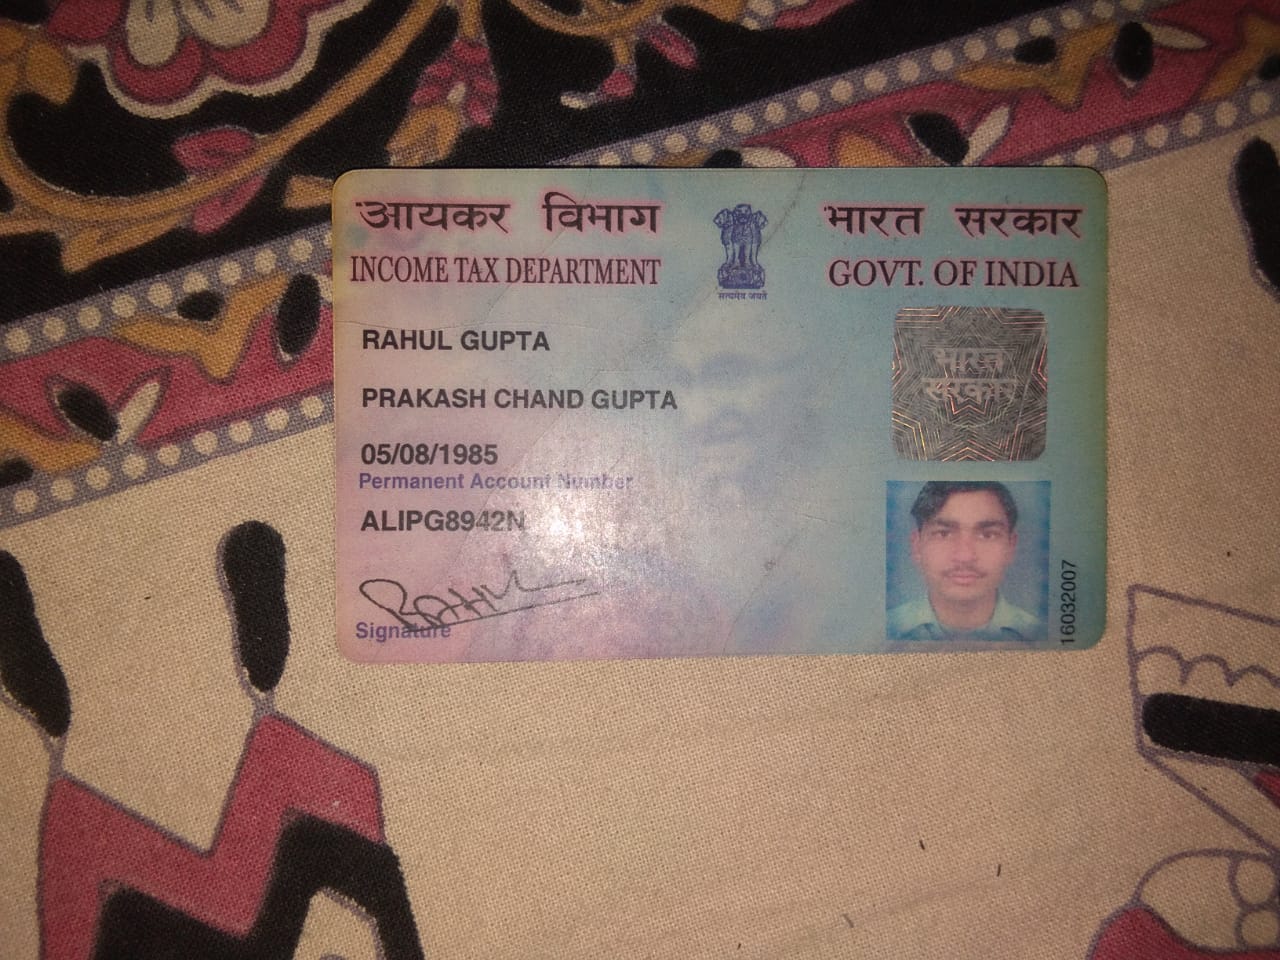 आयकर विभाग
INCOME TAX DEPARTMENT
सत्यमेव जयते
भारत सरकार
GOVT. OF INDIA
RAHUL GUPTA
PRAKASH CHAND GUPTA
05/08/1985
Permanent Account Number
ALIPG8942N
RAHUL
Signature
भारत
सरकार
16032007